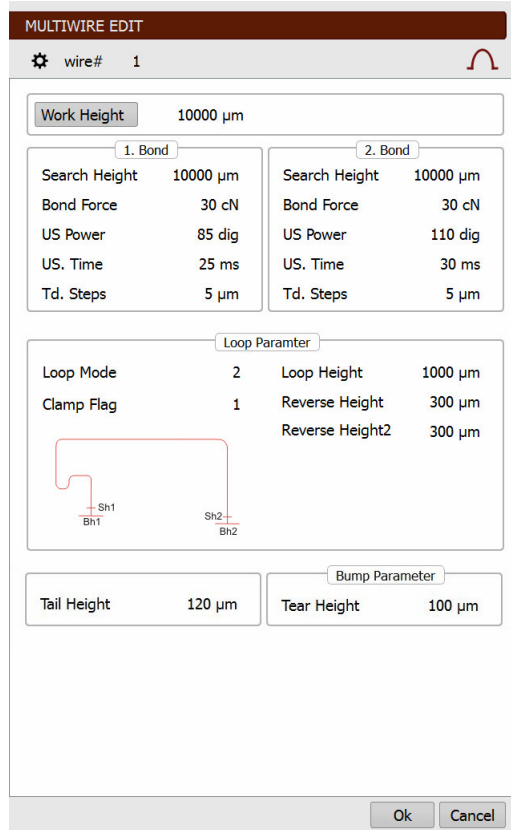 MULTIWIRE EDIT
wire# 1
Work Height 10000 µm
1. Bond
Search Height 10000 µm
Bond Force 30 cN
US Power 85 dig
US. Time 25 ms
Td. Steps 5 µm
2. Bond
Search Height 10000 µm
Bond Force 30 cN
US Power 110 dig
US. Time 30 ms
Td. Steps 5 µm
Loop Paramter
Loop Mode 2
Clamp Flag 1
Loop Height 1000 µm
Reverse Height 300 µm
Reverse Height2 300 µm
Sh1
Bh1
Sh2
Bh2
Tail Height 120 µm
Bump Parameter
Tear Height 100 µm
Ok Cancel